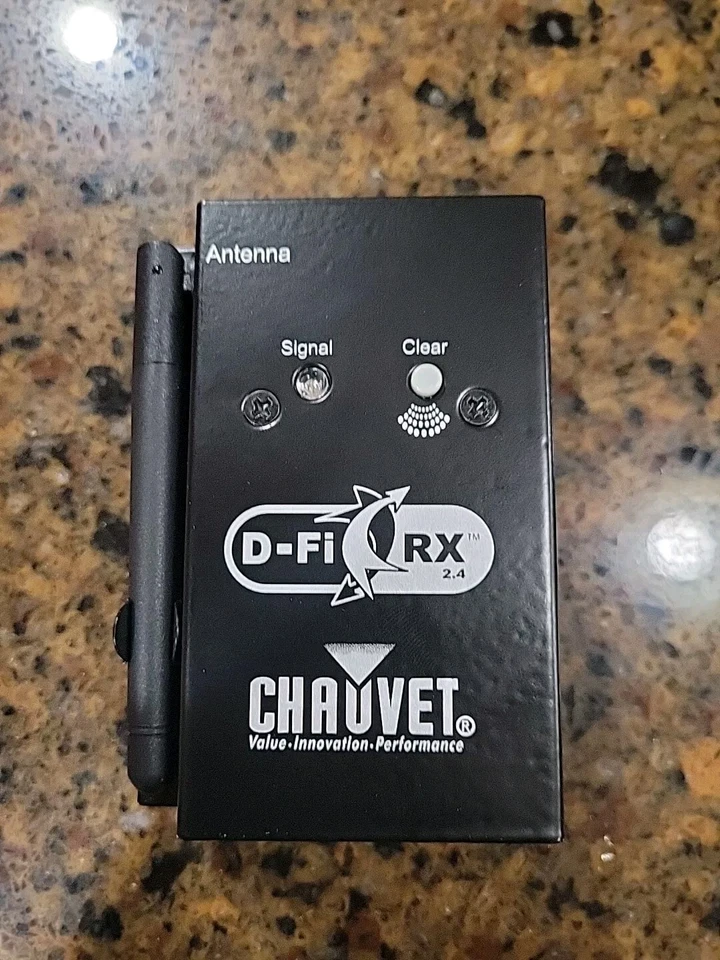 Antenna
Signal Clear
D-Fi RX™
2.4
CHAUVET®
Value•Innovation•Performance